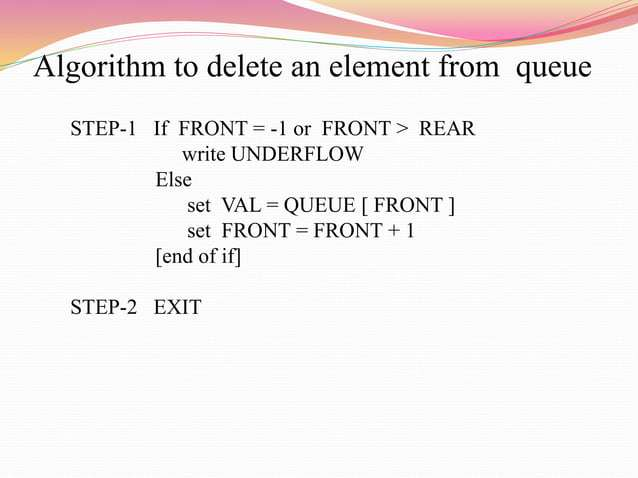 Algorithm to delete an element from queue
STEP-1 If FRONT = -1 or FRONT > REAR
write UNDERFLOW
Else
set VAL = QUEUE [ FRONT ]
set FRONT = FRONT + 1
[end of if]
STEP-2 EXIT